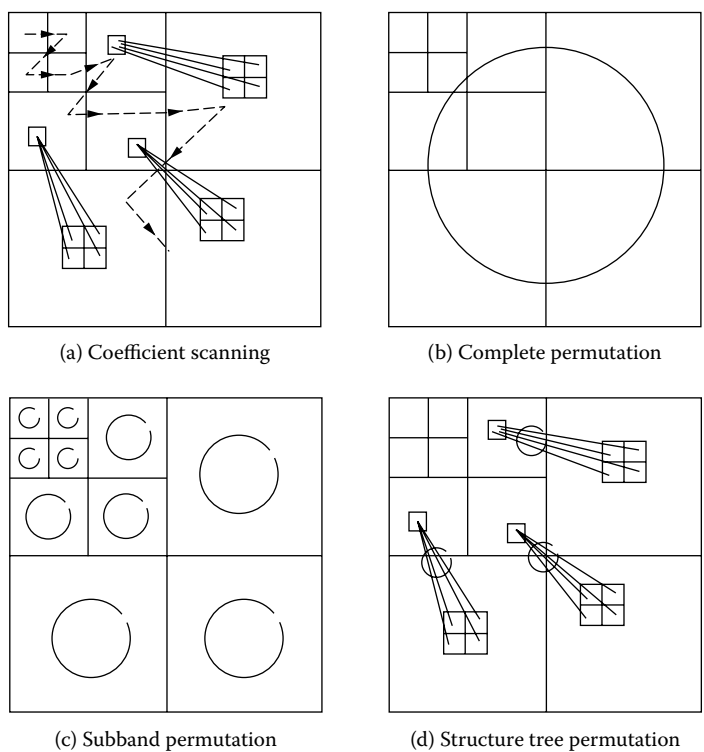 (a) Coefficient scanning
(b) Complete permutation
(c) Subband permutation
(d) Structure tree permutation